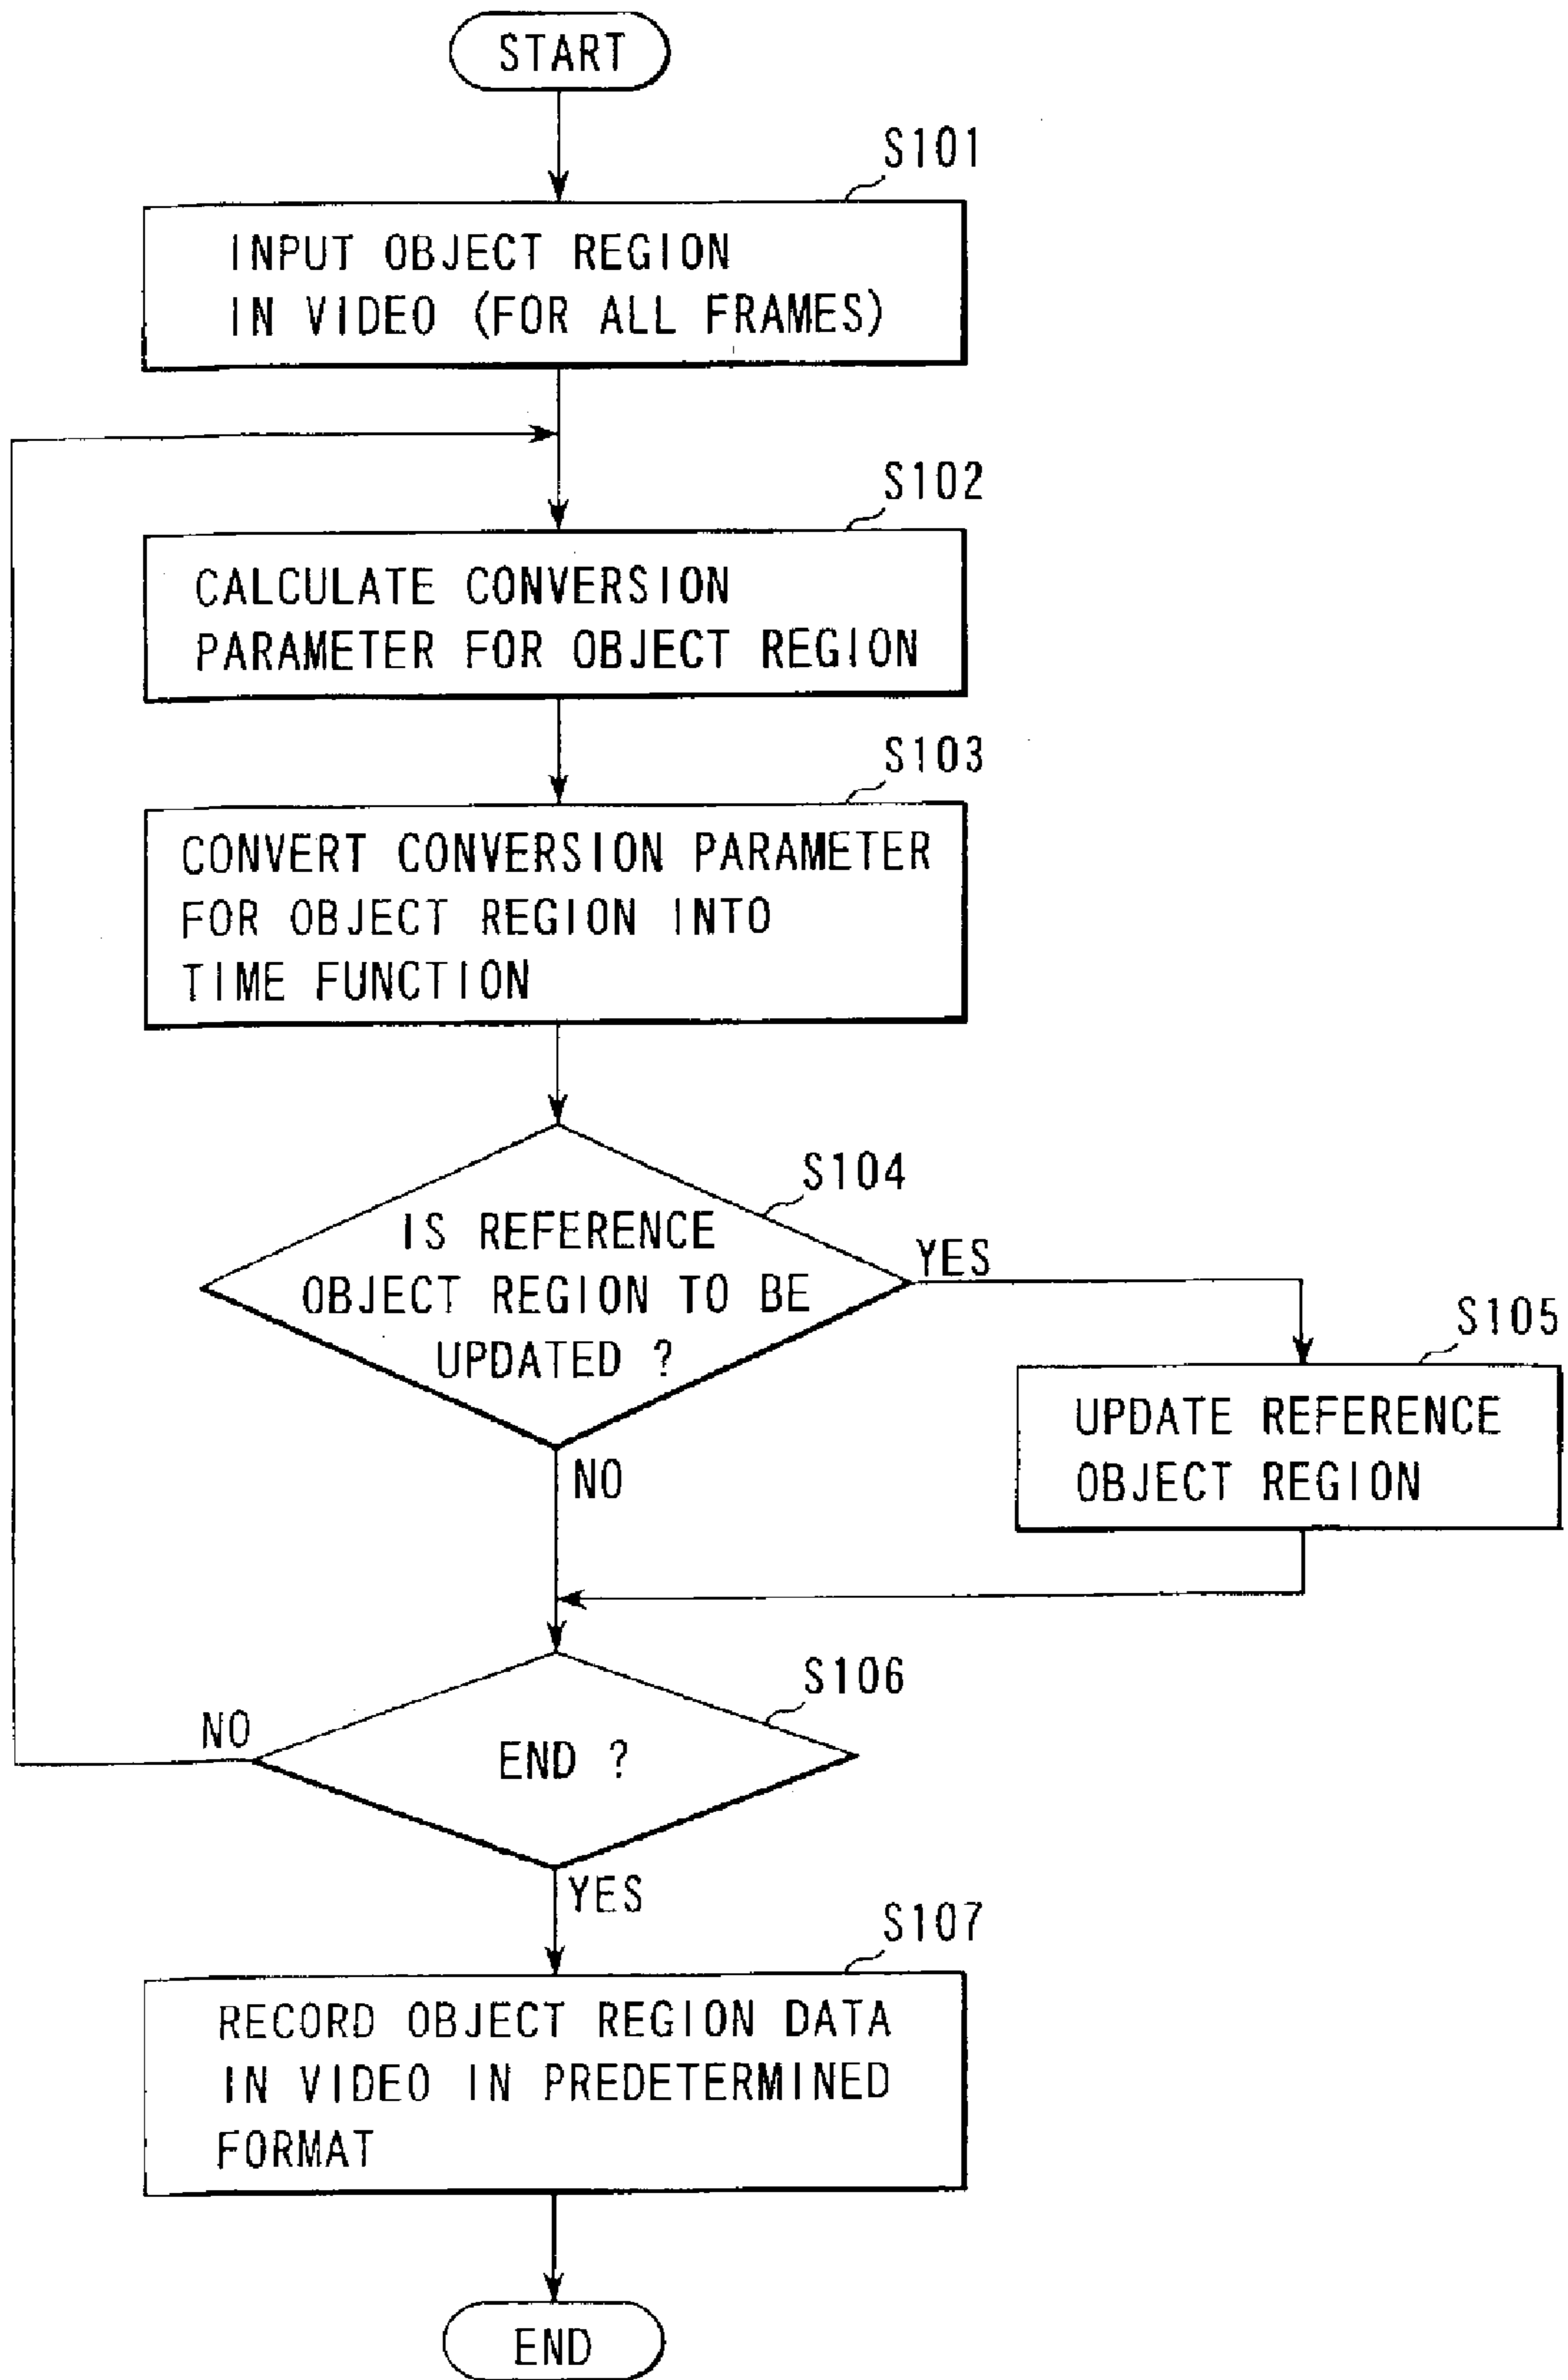 START
S101
INPUT OBJECT REGION
IN VIDEO (FOR ALL FRAMES)
S102
CALCULATE CONVERSION
PARAMETER FOR OBJECT REGION
S103
CONVERT CONVERSION PARAMETER
FOR OBJECT REGION INTO
TIME FUNCTION
S104
IS REFERENCE
OBJECT REGION TO BE
UPDATED ?
YES
S105
UPDATE REFERENCE
OBJECT REGION
NO
S106
END ?
NO
YES
S107
RECORD OBJECT REGION DATA
IN VIDEO IN PREDETERMINED
FORMAT
END